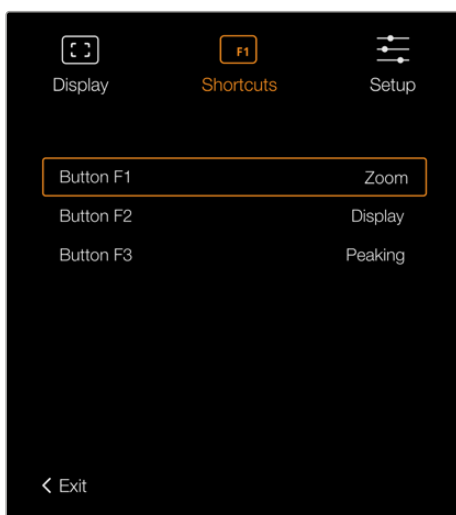 F1
Display Shortcuts Setup
Button F1 Zoom
Button F2 Display
Button F3 Peaking
Exit